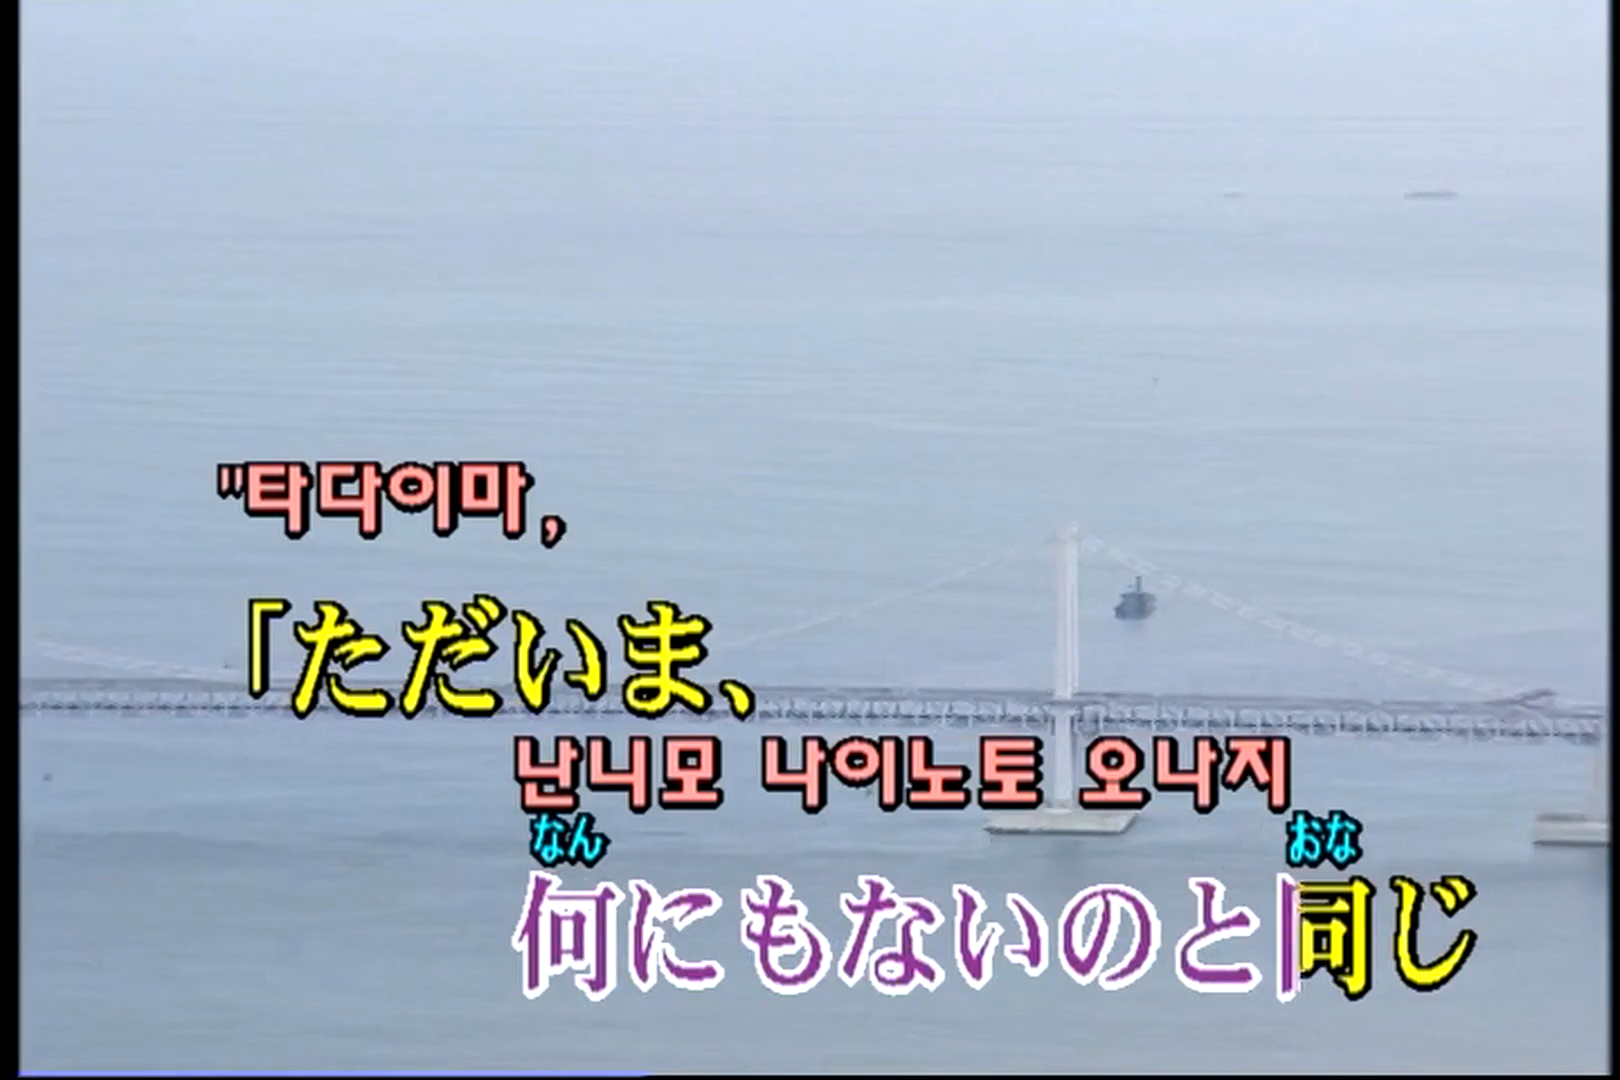 "타다이마,
「ただいま、
난니모 나이노토 오나지
なん おな
何にもないのと同じ